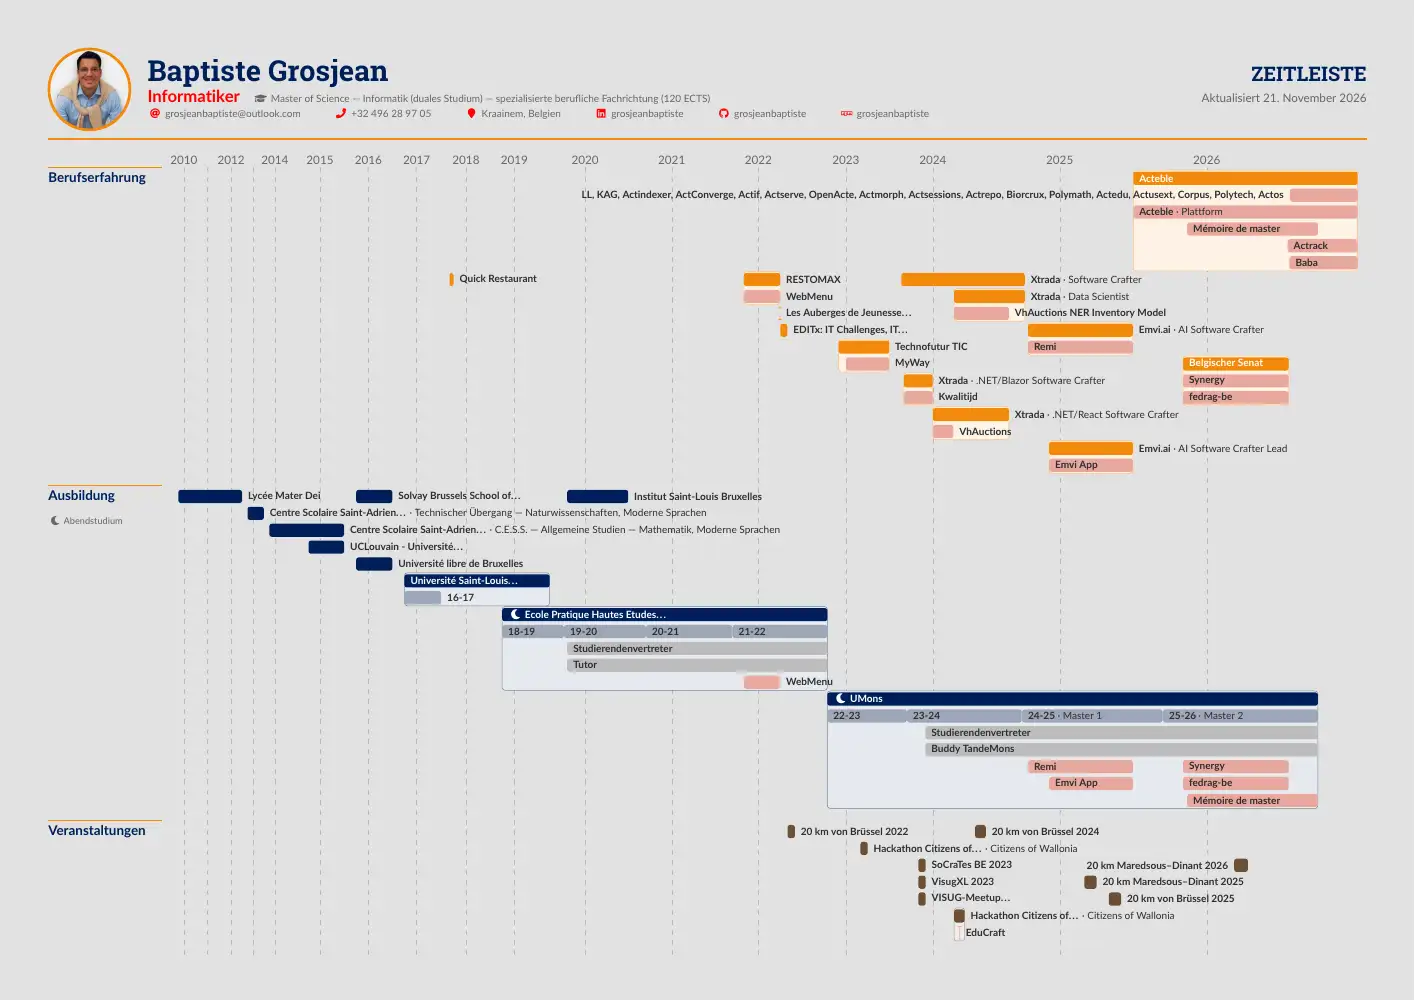 Baptiste Grosjean
ZEITLEISTE
Informatiker Master of Science — Informatik (duales Studium) — spezialisierte berufliche Fachrichtung (120 ECTS)
Aktualisiert 21. November 2026
grosjeanbaptiste@outlook.com +32 496 28 97 05 Kraainem, Belgien grosjeanbaptiste grosjeanbaptiste grosjeanbaptiste
2010 2012 2014 2015 2016 2017 2018 2019 2020 2021 2022 2023 2024 2025 2026
Berufserfahrung
Acteble
LL, KAG, Actindexer, ActConverge, Actif, Actserve, OpenActe, Actmorph, Actsessions, Actrepo, Biorcrux, Polymath, Actedu, Actusext, Corpus, Polytech, Actos
Acteble · Plattform
Mémoire de master
Actrack
Baba
Quick Restaurant RESTOMAX Xtrada · Software Crafter
WebMenu Xtrada · Data Scientist
Les Auberges de Jeunesse… VhAuctions NER Inventory Model
EDITx: IT Challenges, IT… Emvi.ai · AI Software Crafter
Technofutur TIC Remi
MyWay Belgischer Senat
Xtrada · .NET/Blazor Software Crafter Synergy
Kwalitijd fedrag-be
Xtrada · .NET/React Software Crafter
VhAuctions
Emvi.ai · AI Software Crafter Lead
Emvi App
Ausbildung
Lycée Mater Dei Solvay Brussels School of… Institut Saint-Louis Bruxelles
Centre Scolaire Saint-Adrien… · Technischer Übergang — Naturwissenschaften, Moderne Sprachen
Abendstudium
Centre Scolaire Saint-Adrien… · C.E.S.S. — Allgemeine Studien — Mathematik, Moderne Sprachen
UCLouvain - Université…
Université libre de Bruxelles
Université Saint-Louis…
16-17
Ecole Pratique Hautes Etudes…
18-19 19-20 20-21 21-22
Studierendenvertreter
Tutor
WebMenu
UMons
22-23 23-24 24-25 · Master 1 25-26 · Master 2
Studierendenvertreter
Buddy TandeMons
Remi Synergy
Emvi App fedrag-be
Mémoire de master
Veranstaltungen
20 km von Brüssel 2022 20 km von Brüssel 2024
Hackathon Citizens of… · Citizens of Wallonia
SoCraTes BE 2023 20 km Maredsous–Dinant 2026
VisugXL 2023 20 km Maredsous–Dinant 2025
VISUG-Meetup… 20 km von Brüssel 2025
Hackathon Citizens of… · Citizens of Wallonia
EduCraft